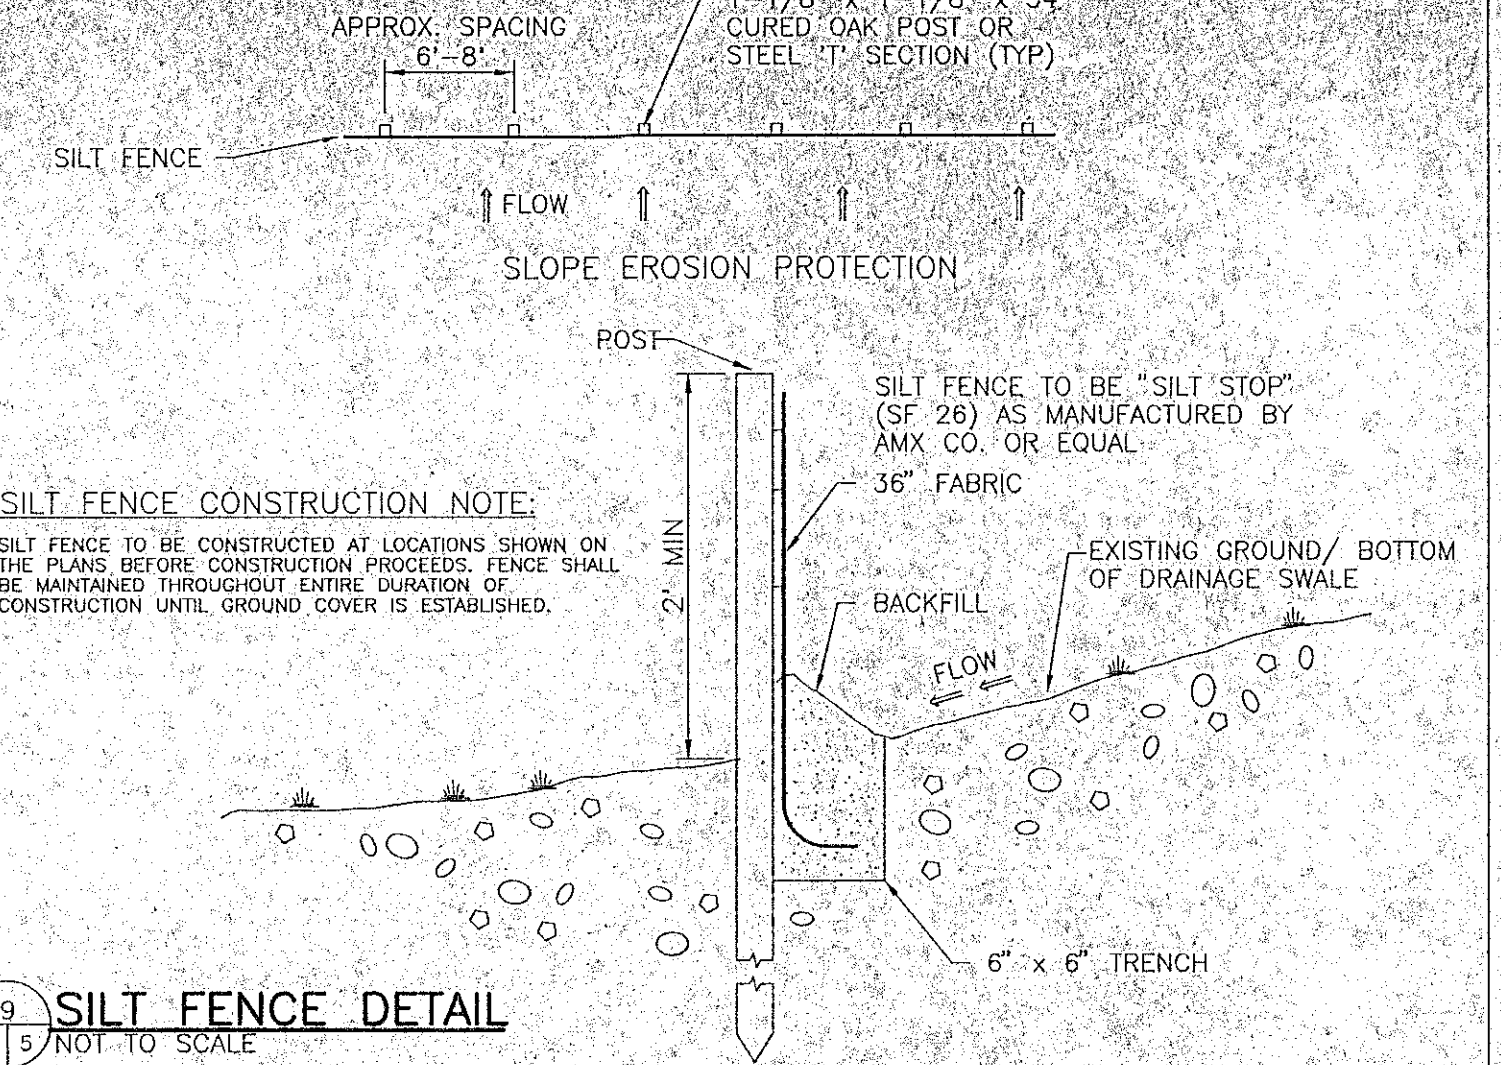 APPROX. SPACING
6'-8'
CURED OAK POST OR
STEEL 'T' SECTION (TYP)
SILT FENCE
FLOW
SLOPE EROSION PROTECTION
POST
SILT FENCE TO BE "SILT STOP"
(SF 26) AS MANUFACTURED BY
AMX CO. OR EQUAL
36" FABRIC
SILT FENCE CONSTRUCTION NOTE:
SILT FENCE TO BE CONSTRUCTED AT LOCATIONS SHOWN ON
THE PLANS BEFORE CONSTRUCTION PROCEEDS. FENCE SHALL
BE MAINTAINED THROUGHOUT ENTIRE DURATION OF
CONSTRUCTION UNTIL GROUND COVER IS ESTABLISHED.
2' MIN
EXISTING GROUND/ BOTTOM
OF DRAINAGE SWALE
BACKFILL
FLOW
6" x 6" TRENCH
9
5
SILT FENCE DETAIL
NOT TO SCALE